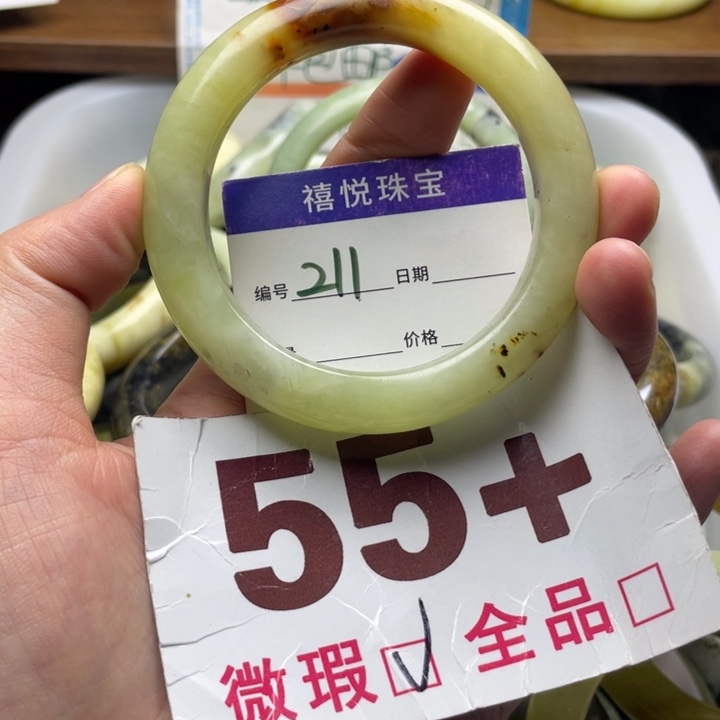 禧悦珠宝
编号 211 日期
价格
55+
微瑕 ☑ 全品 ☐